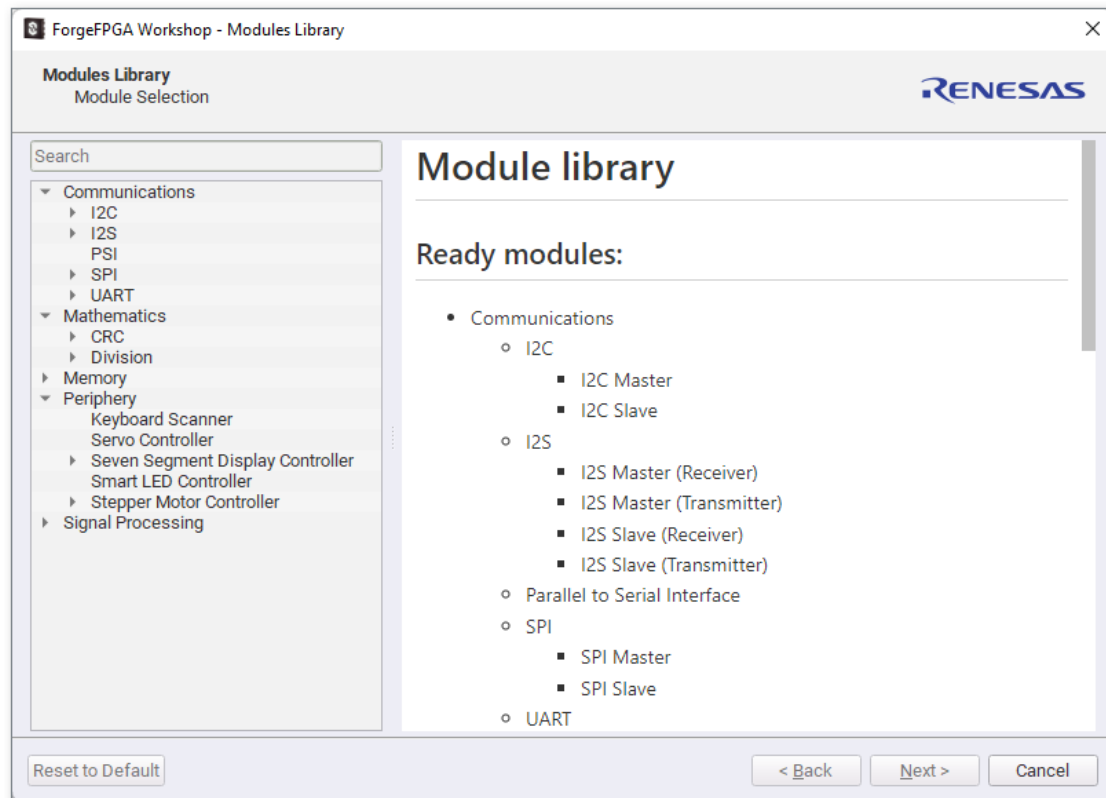 ForgeFPGA Workshop - Modules Library
Modules Library
Module Selection
RENESAS
Search
Communications
I2C
I2S
PSI
SPI
UART
Mathematics
CRC
Division
Memory
Periphery
Keyboard Scanner
Servo Controller
Seven Segment Display Controller
Smart LED Controller
Stepper Motor Controller
Signal Processing
Module library
Ready modules:
Communications
I2C
I2C Master
I2C Slave
I2S
I2S Master (Receiver)
I2S Master (Transmitter)
I2S Slave (Receiver)
I2S Slave (Transmitter)
Parallel to Serial Interface
SPI
SPI Master
SPI Slave
UART
Reset to Default
< Back
Next >
Cancel